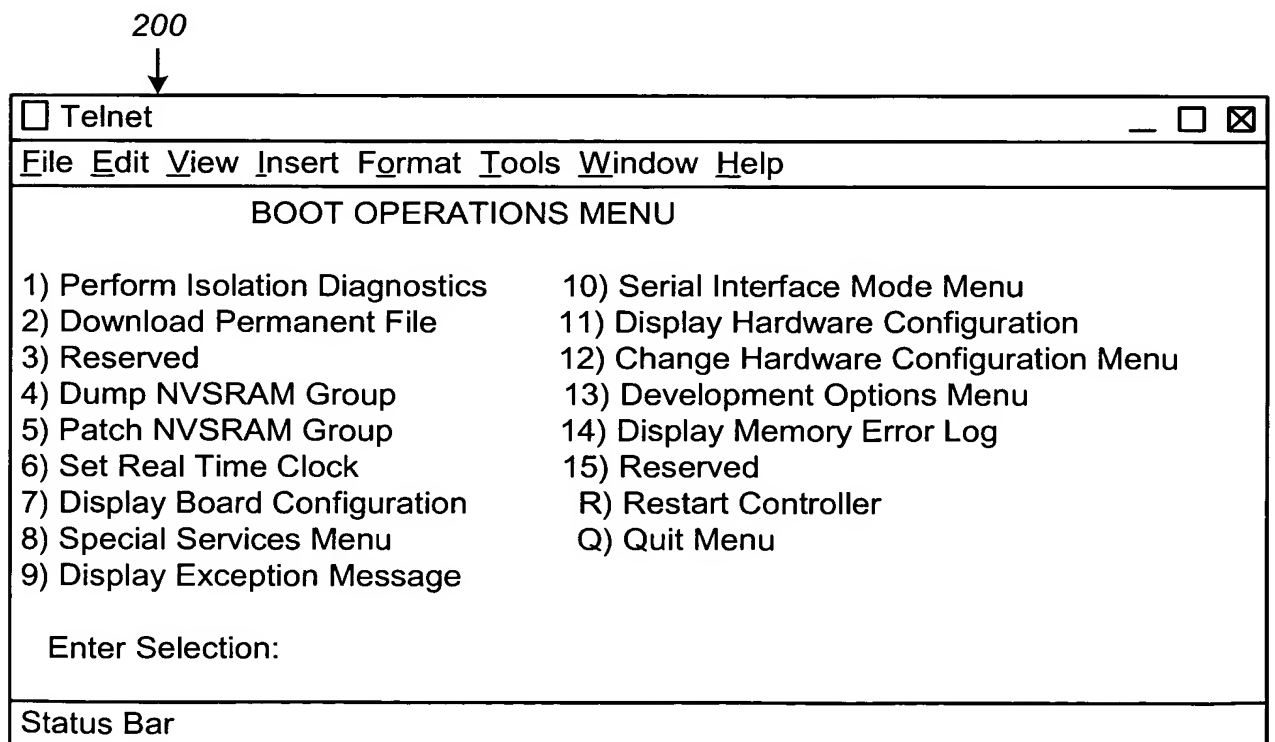 200
Telnet
File Edit View Insert Format Tools Window Help
BOOT OPERATIONS MENU
1) Perform Isolation Diagnostics
2) Download Permanent File
3) Reserved
4) Dump NVSRAM Group
5) Patch NVSRAM Group
6) Set Real Time Clock
7) Display Board Configuration
8) Special Services Menu
9) Display Exception Message
10) Serial Interface Mode Menu
11) Display Hardware Configuration
12) Change Hardware Configuration Menu
13) Development Options Menu
14) Display Memory Error Log
15) Reserved
R) Restart Controller
Q) Quit Menu
Enter Selection:
Status Bar